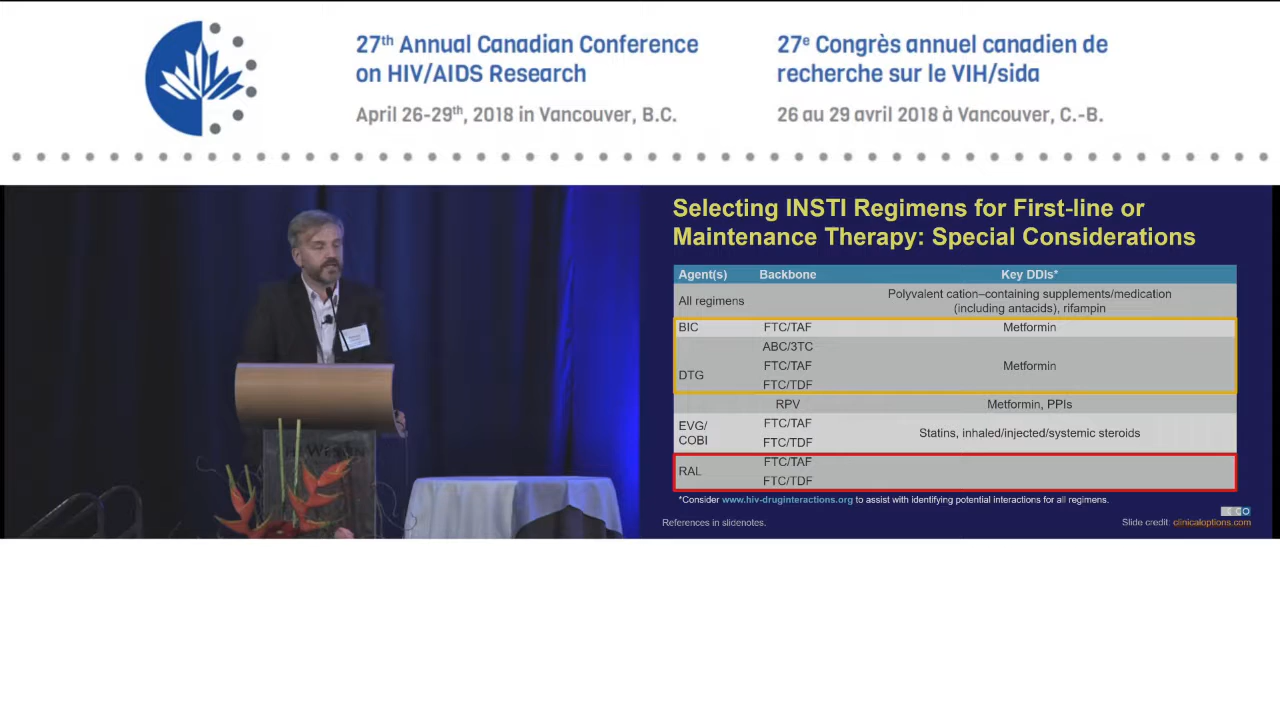 27th Annual Canadian Conference
on HIV/AIDS Research
April 26-29th, 2018 in Vancouver, B.C.
27e Congrès annuel canadien de
recherche sur le VIH/sida
26 au 29 avril 2018 à Vancouver, C.-B.
Selecting INSTI Regimens for First-line or
Maintenance Therapy: Special Considerations
Agent(s) Backbone Key DDIs*
All regimens Polyvalent cation–containing supplements/medication
(including antacids), rifampin
BIC FTC/TAF Metformin
DTG ABC/3TC
FTC/TAF Metformin
FTC/TDF
RPV Metformin, PPIs
EVG/
COBI FTC/TAF
FTC/TDF Statins, inhaled/injected/systemic steroids
RAL FTC/TAF
FTC/TDF
*Consider www.hiv-druginteractions.org to assist with identifying potential interactions for all regimens.
References in slidenotes.
Slide credit: clinicaloptions.com